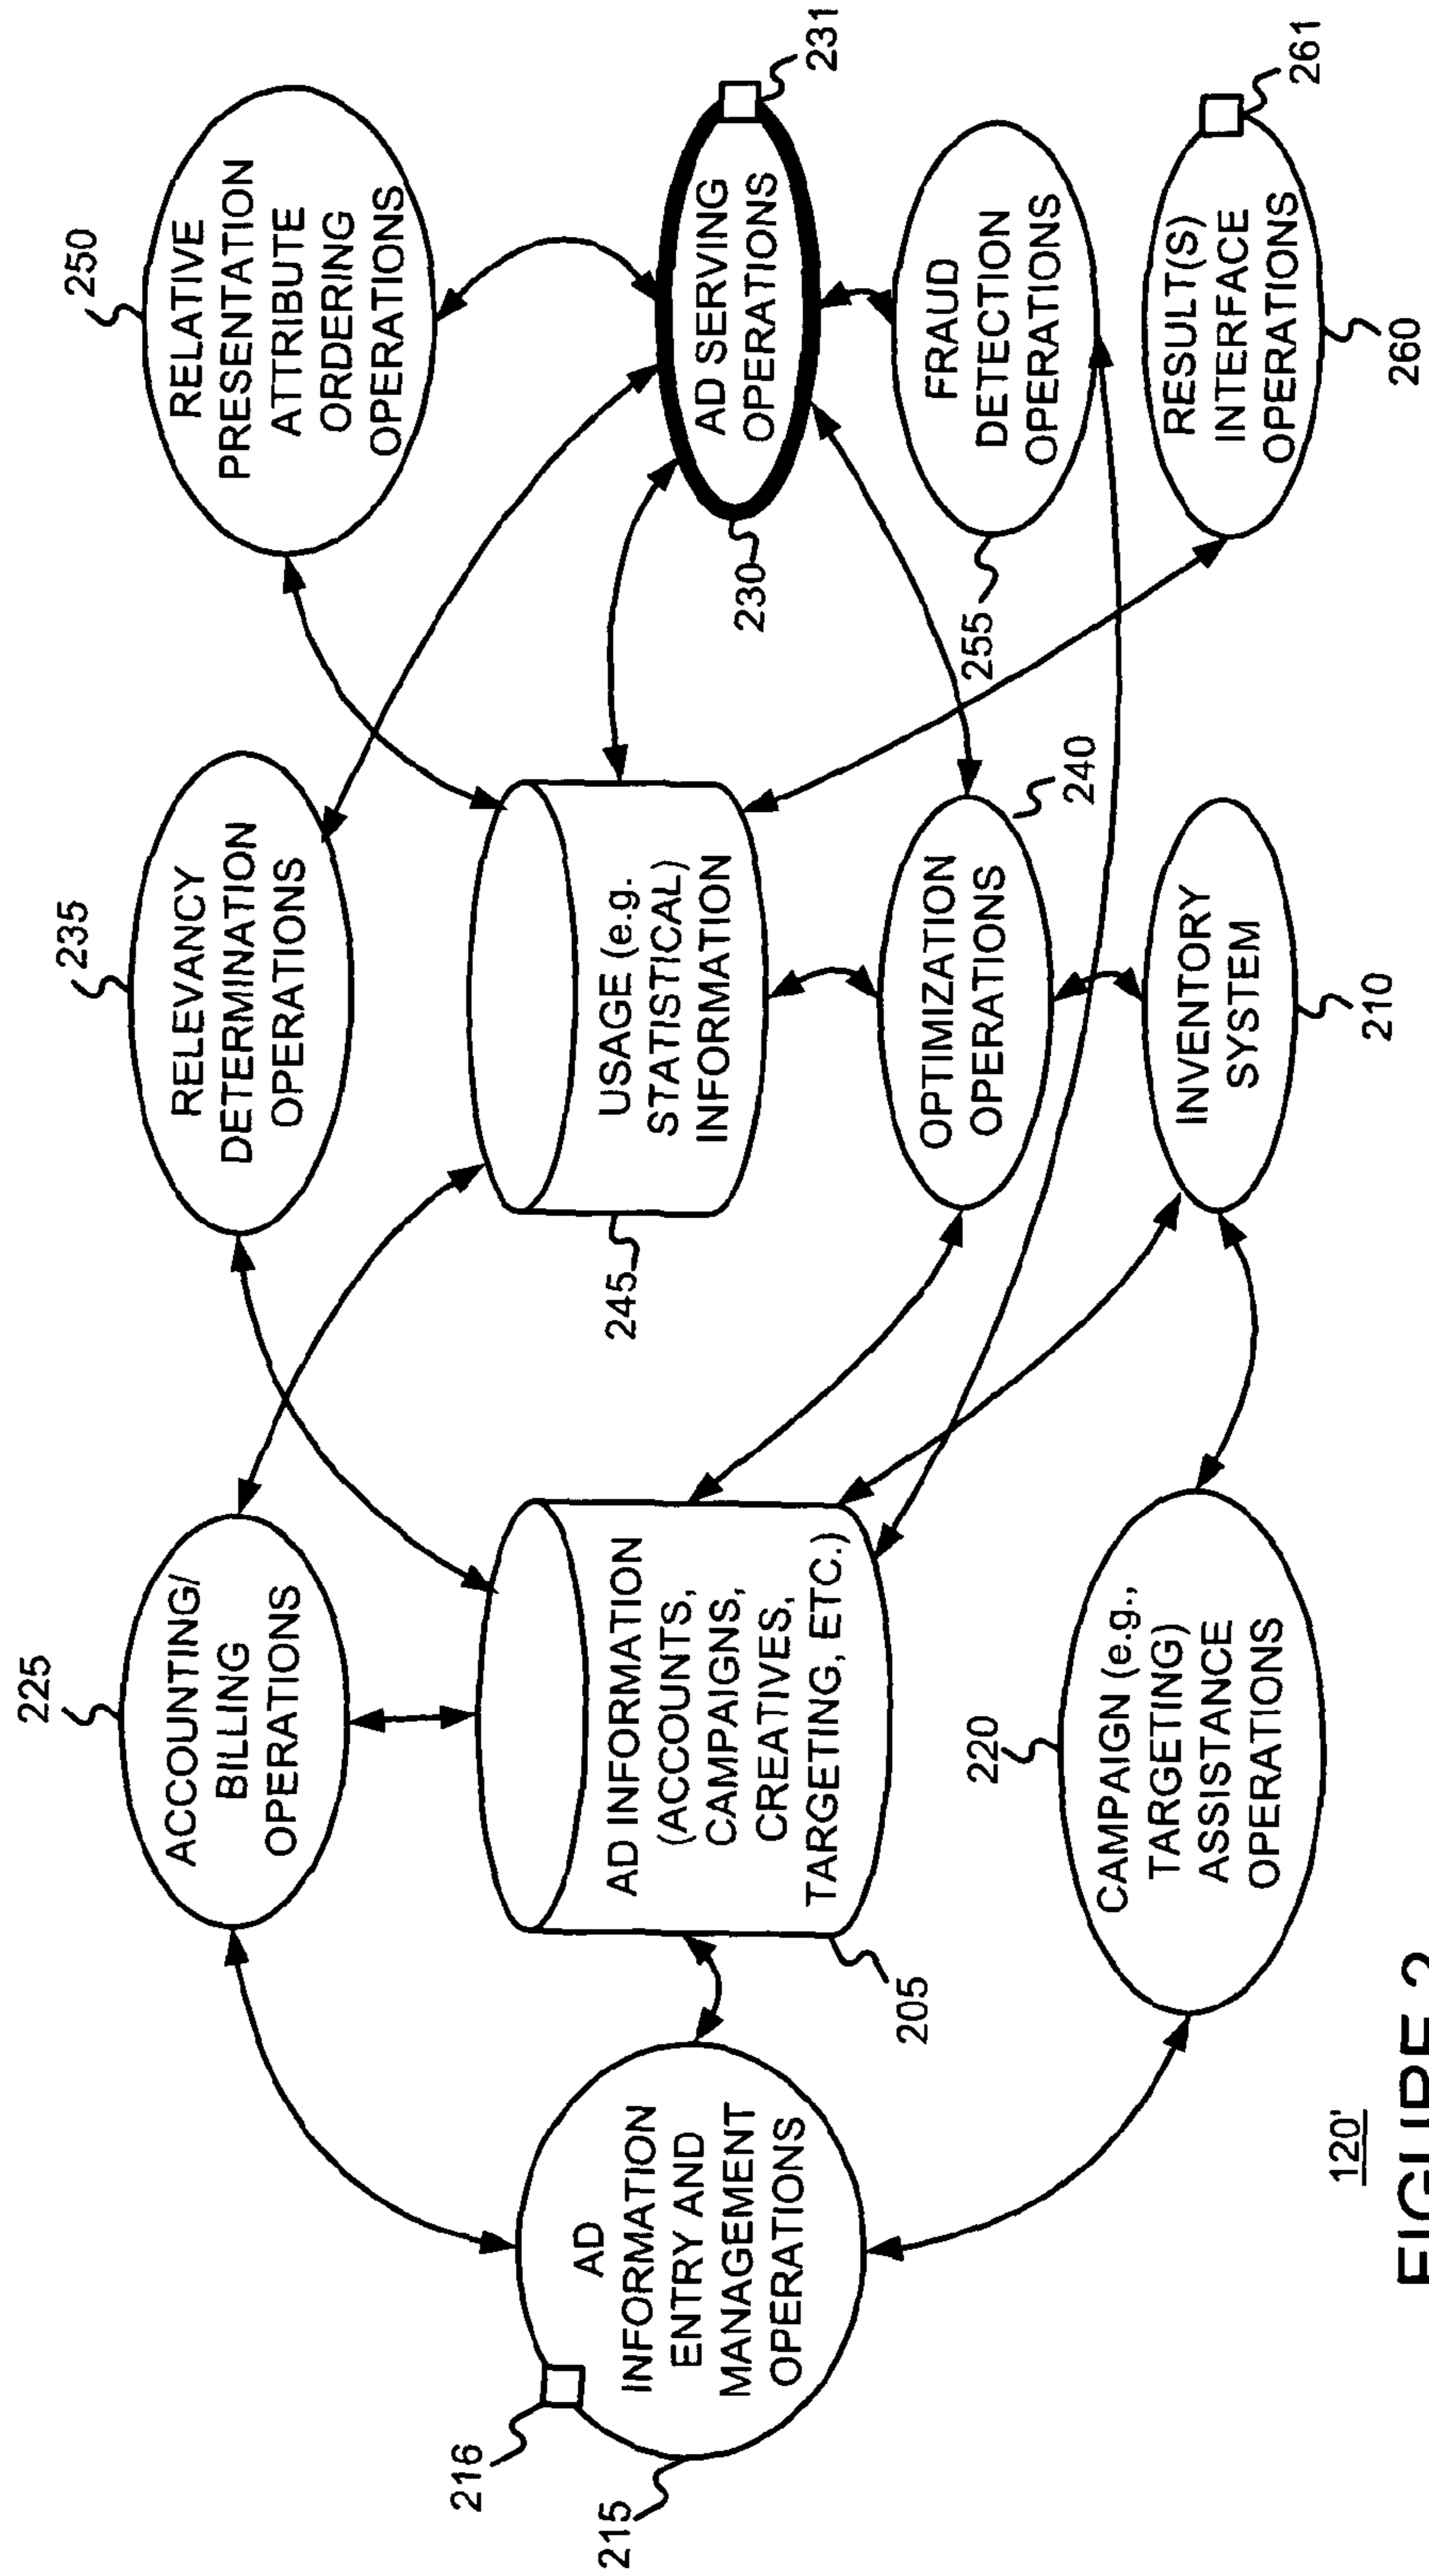 225
ACCOUNTING/
BILLING
OPERATIONS
235
RELEVANCY
DETERMINATION
OPERATIONS
250
RELATIVE
PRESENTATION
ATTRIBUTE
ORDERING
OPERATIONS
216
215
AD
INFORMATION
ENTRY AND
MANAGEMENT
OPERATIONS
AD INFORMATION
(ACCOUNTS,
CAMPAIGNS,
CREATIVES,
TARGETING, ETC.)
205
245
USAGE (e.g.
STATISTICAL)
INFORMATION
230
AD SERVING
OPERATIONS
231
240
OPTIMIZATION
OPERATIONS
255
FRAUD
DETECTION
OPERATIONS
220
CAMPAIGN (e.g.,
TARGETING)
ASSISTANCE
OPERATIONS
INVENTORY
SYSTEM
210
RESULT(S)
INTERFACE
OPERATIONS
260
261
120'
FIGURE 2